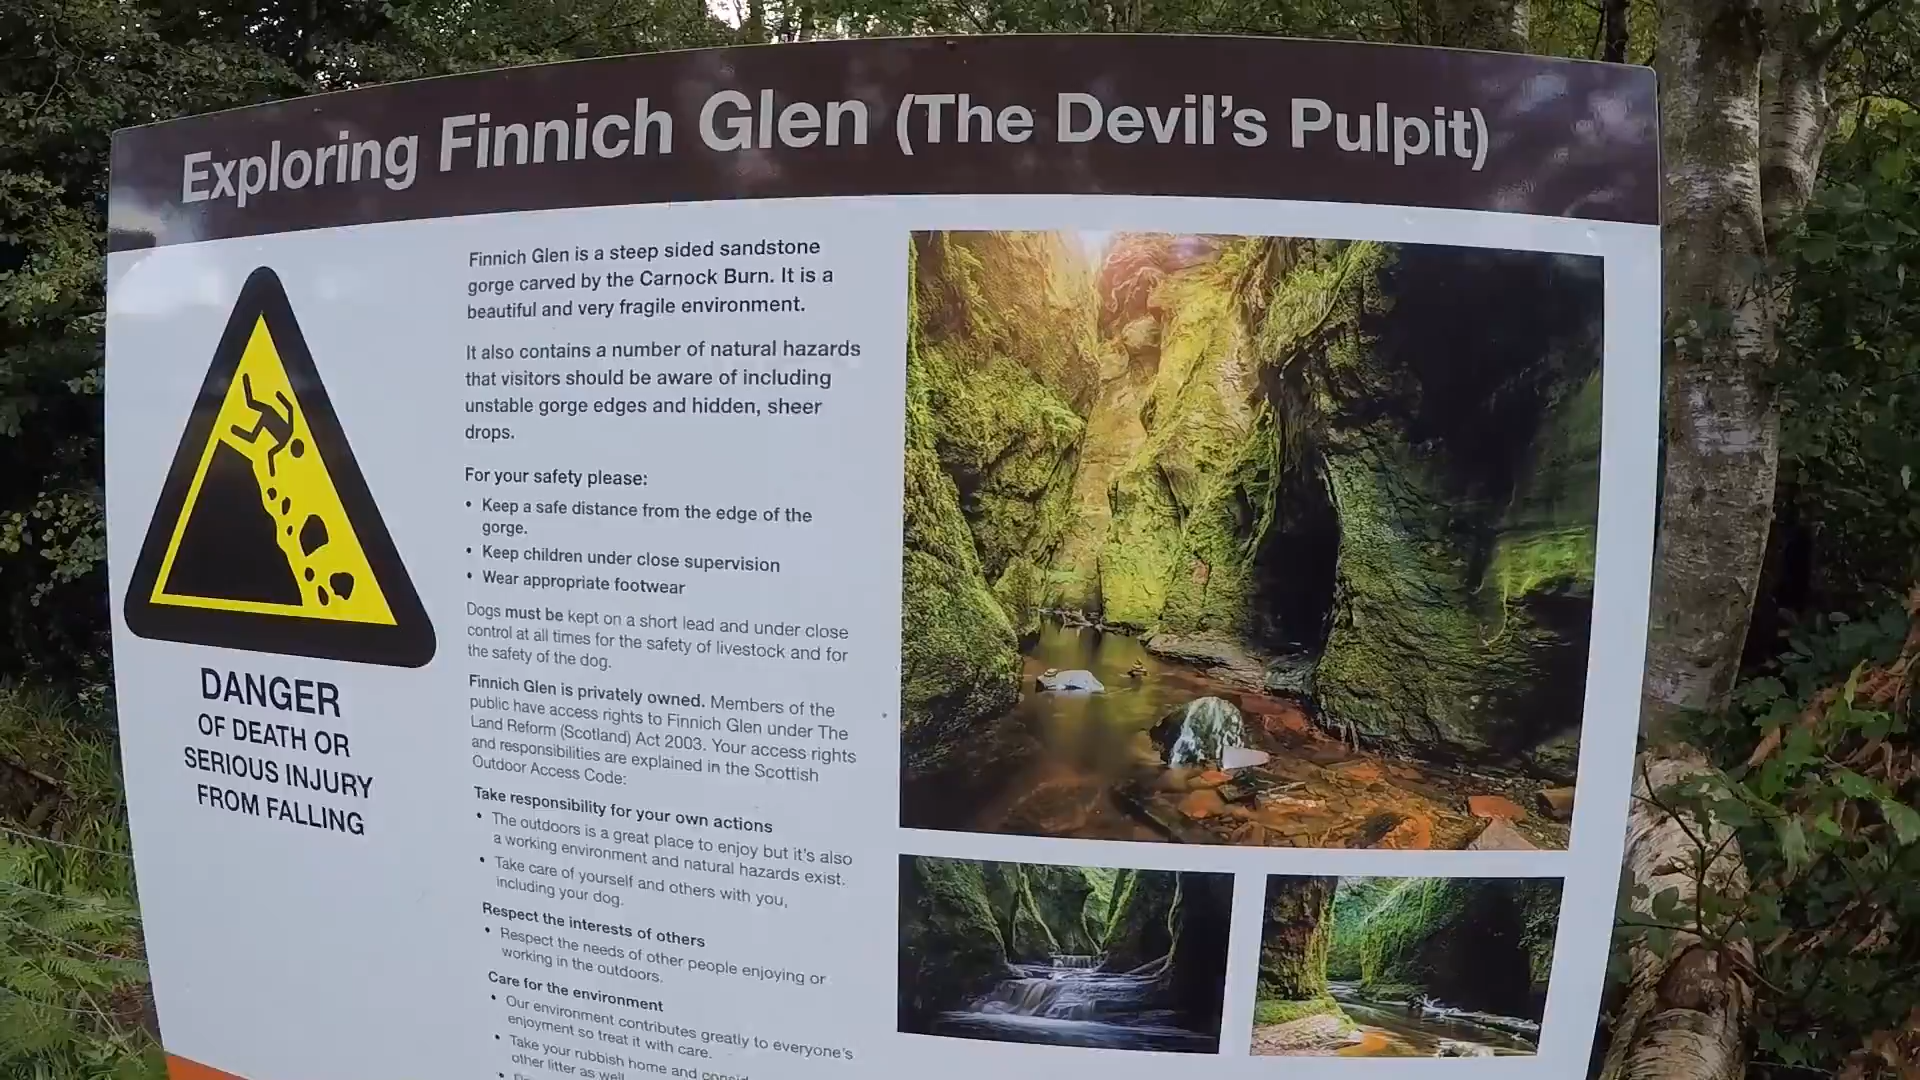 Exploring Finnich Glen (The Devil's Pulpit)
DANGER
OF DEATH OR
SERIOUS INJURY
FROM FALLING
Finnich Glen is a steep sided sandstone
gorge carved by the Carnock Burn. It is a
beautiful and very fragile environment.
It also contains a number of natural hazards
that visitors should be aware of including
unstable gorge edges and hidden, sheer
drops.
For your safety please:
• Keep a safe distance from the edge of the
gorge.
• Keep children under close supervision
• Wear appropriate footwear
Dogs must be kept on a short lead and under close
control at all times for the safety of livestock and for
the safety of the dog.
Finnich Glen is privately owned. Members of the
public have access rights to Finnich Glen under The
Land Reform (Scotland) Act 2003. Your access rights
and responsibilities are explained in the Scottish
Outdoor Access Code:
Take responsibility for your own actions
• The outdoors is a great place to enjoy but it's also
a working environment and natural hazards exist.
• Take care of yourself and others with you,
including your dog.
Respect the interests of others
• Respect the needs of other people enjoying or
working in the outdoors.
Care for the environment
• Our environment contributes greatly to everyone's
enjoyment so treat it with care.
• Take your rubbish home and
other litter as well